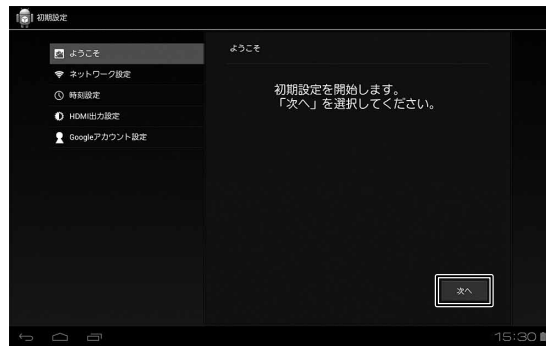 初期設定
ようこそ
ネットワーク設定
時刻設定
HDMI出力設定
Googleアカウント設定
ようこそ
初期設定を開始します。
「次へ」を選択してください。
次へ
15:30